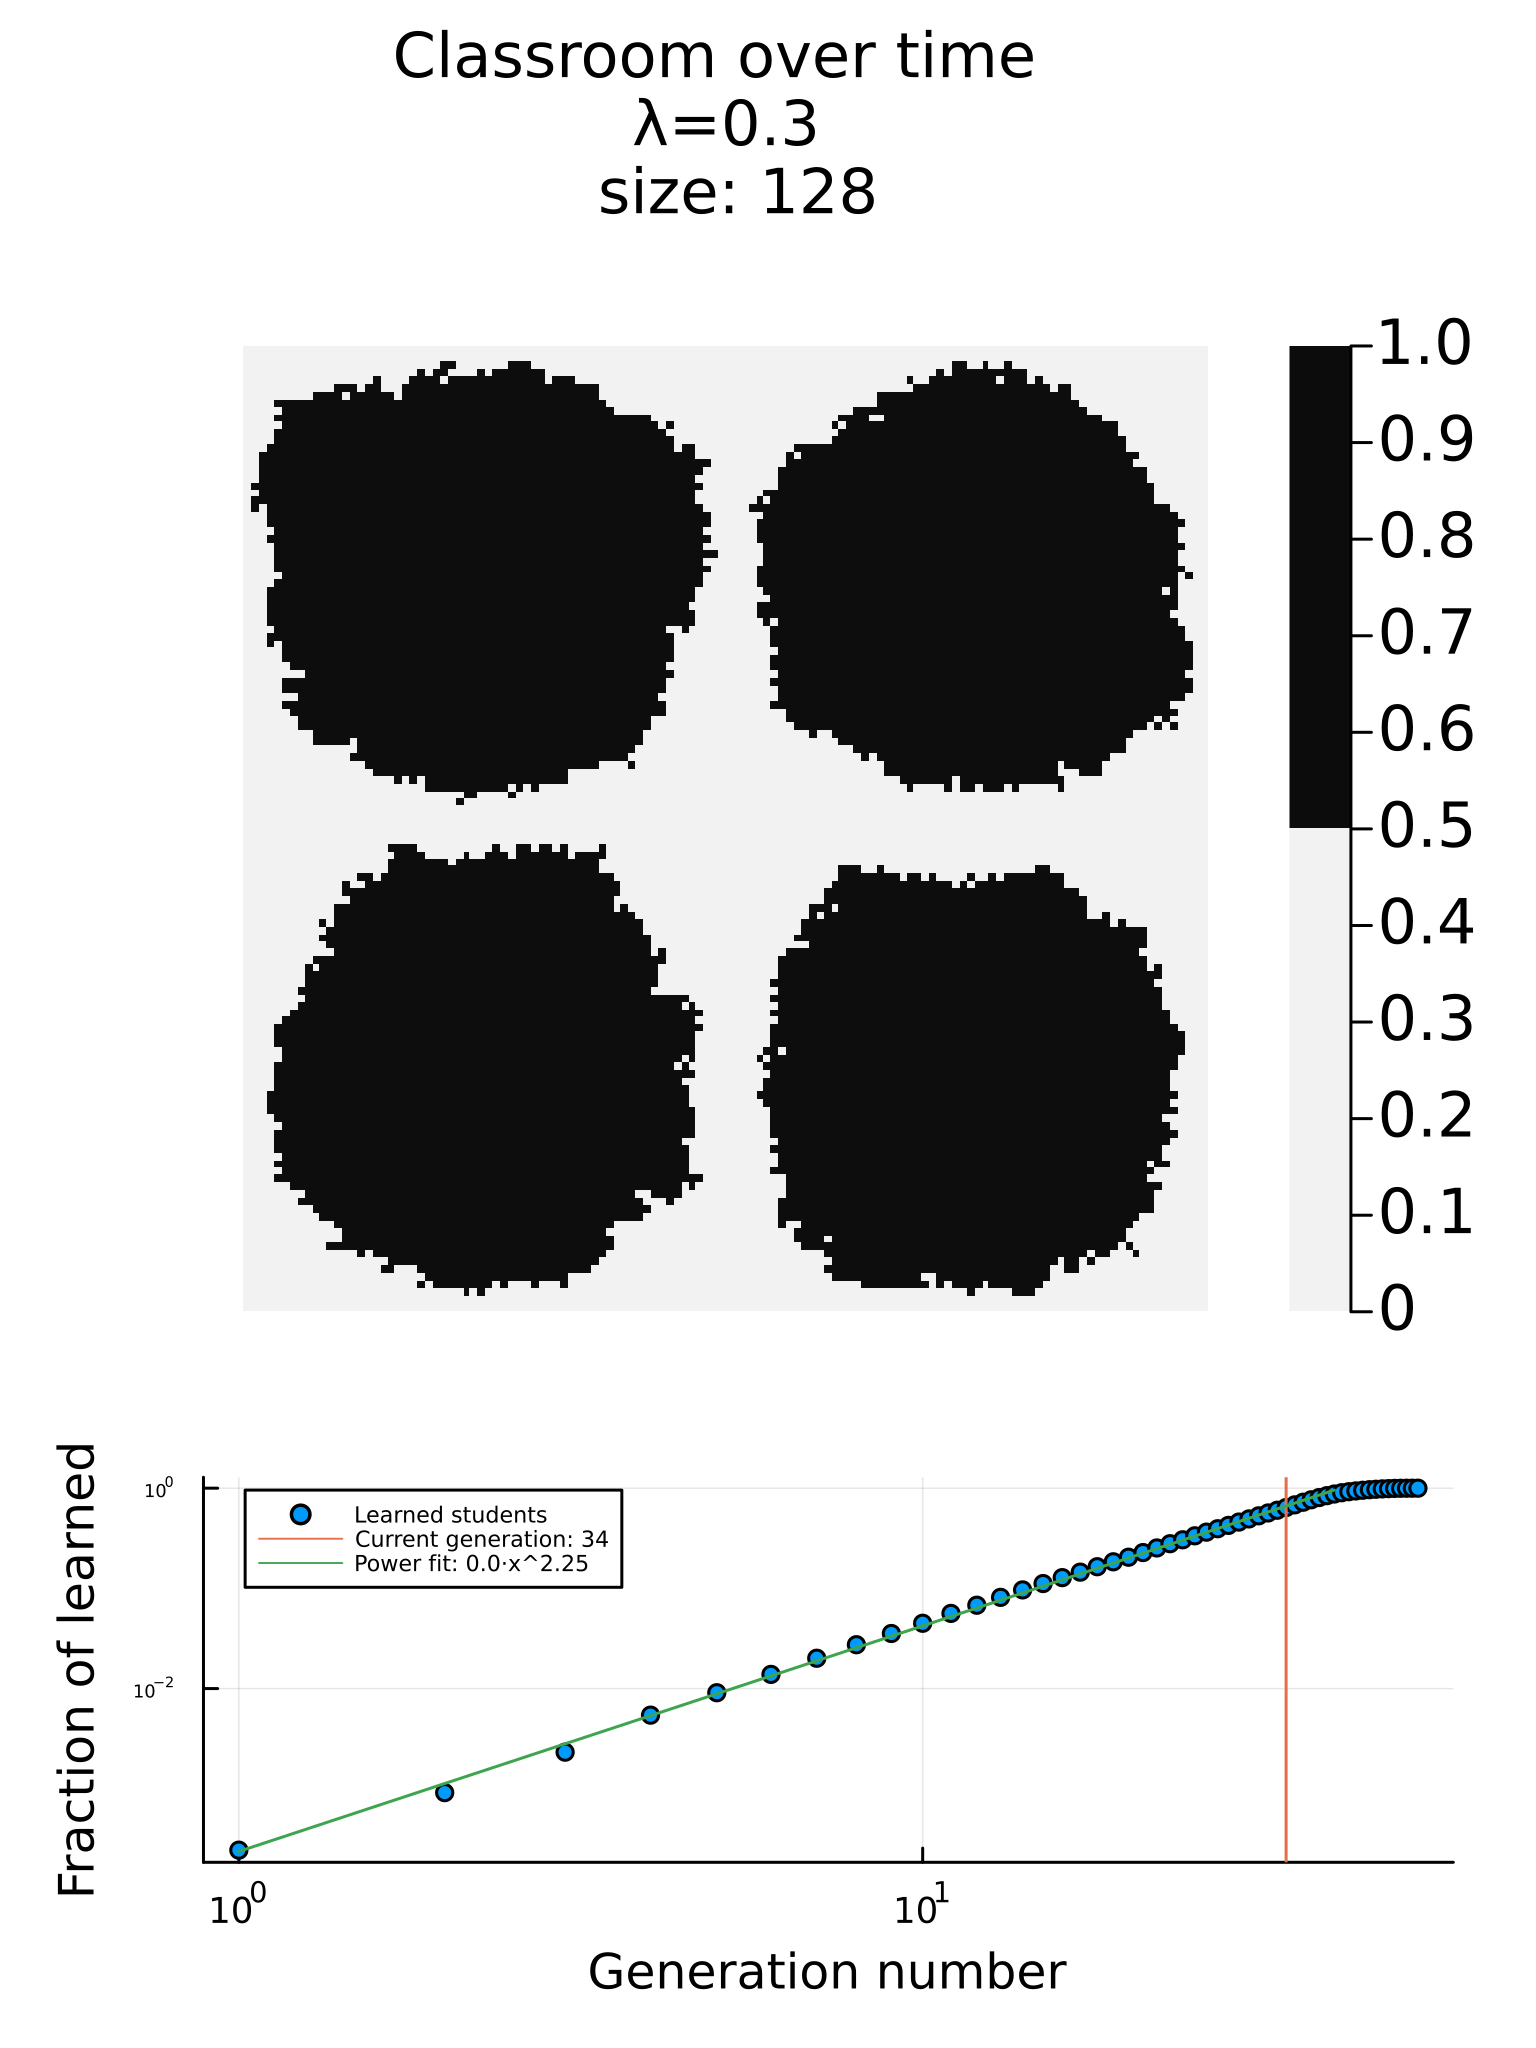 Classroom over time
λ=0.3
size: 128
1.0
0.9
0.8
0.7
0.6
0.5
0.4
0.3
0.2
0.1
0
Fraction of learned
10⁰
10⁻²
Learned students
Current generation: 34
Power fit: 0.0·x^2.25
10⁰
10¹
Generation number